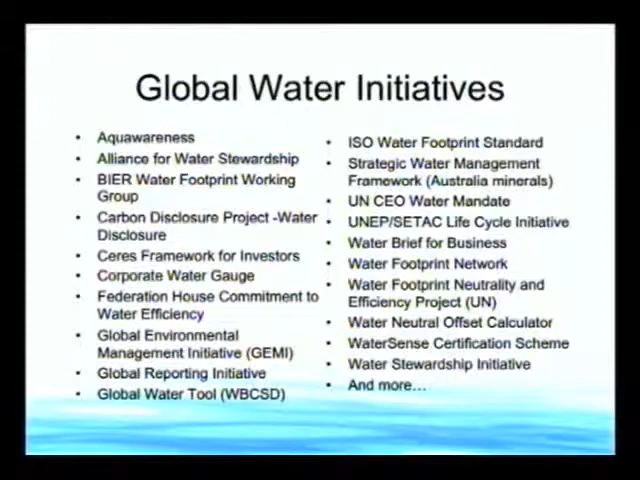 Global Water Initiatives
• Aquawareness
• Alliance for Water Stewardship
• BIER Water Footprint Working
Group
• Carbon Disclosure Project -Water
Disclosure
• Ceres Framework for Investors
• Corporate Water Gauge
• Federation House Commitment to
Water Efficiency
• Global Environmental
Management Initiative (GEMI)
• Global Reporting Initiative
• Global Water Tool (WBCSD)
• ISO Water Footprint Standard
• Strategic Water Management
Framework (Australia minerals)
• UN CEO Water Mandate
• UNEP/SETAC Life Cycle Initiative
• Water Brief for Business
• Water Footprint Network
• Water Footprint Neutrality and
Efficiency Project (UN)
• Water Neutral Offset Calculator
• WaterSense Certification Scheme
• Water Stewardship Initiative
• And more…